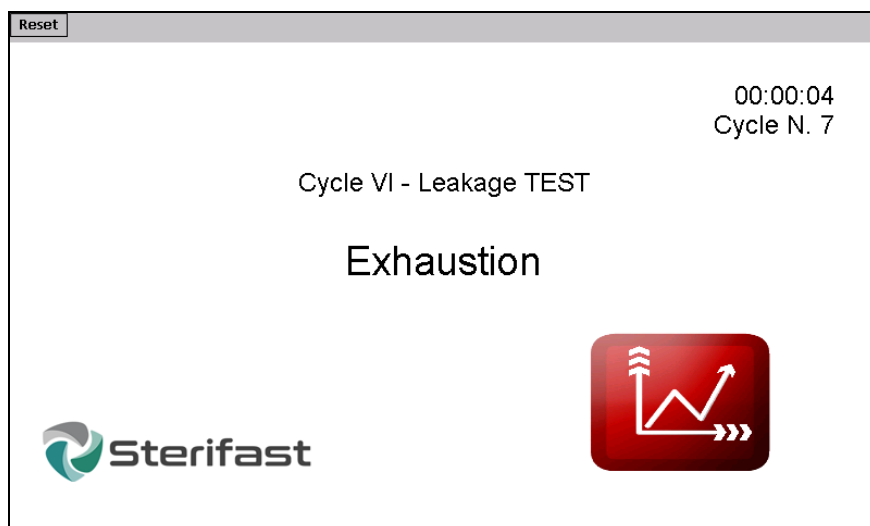 Reset
00:00:04
Cycle N. 7
Cycle VI - Leakage TEST
Exhaustion
Sterifast